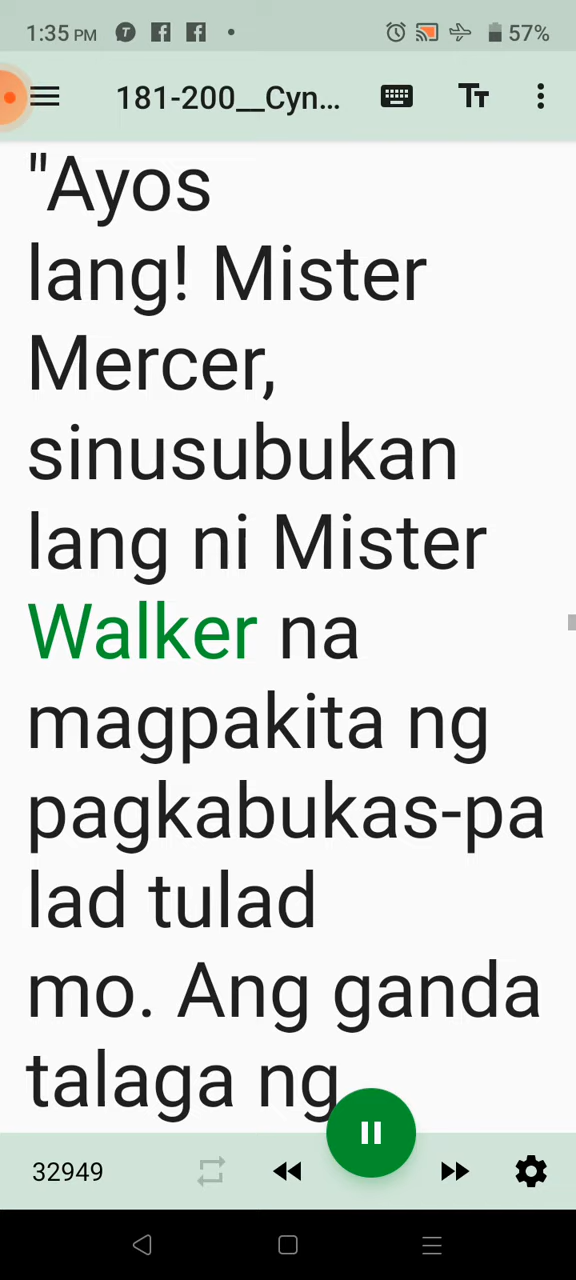 1:35 PM
57%
181-200__Cyn...
Tт
"Ayos
lang! Mister
Mercer,
sinusubukan
lang ni Mister
Walker na
magpakita ng
pagkabukas-pa
lad tulad
mo. Ang ganda
talaga ng
32949